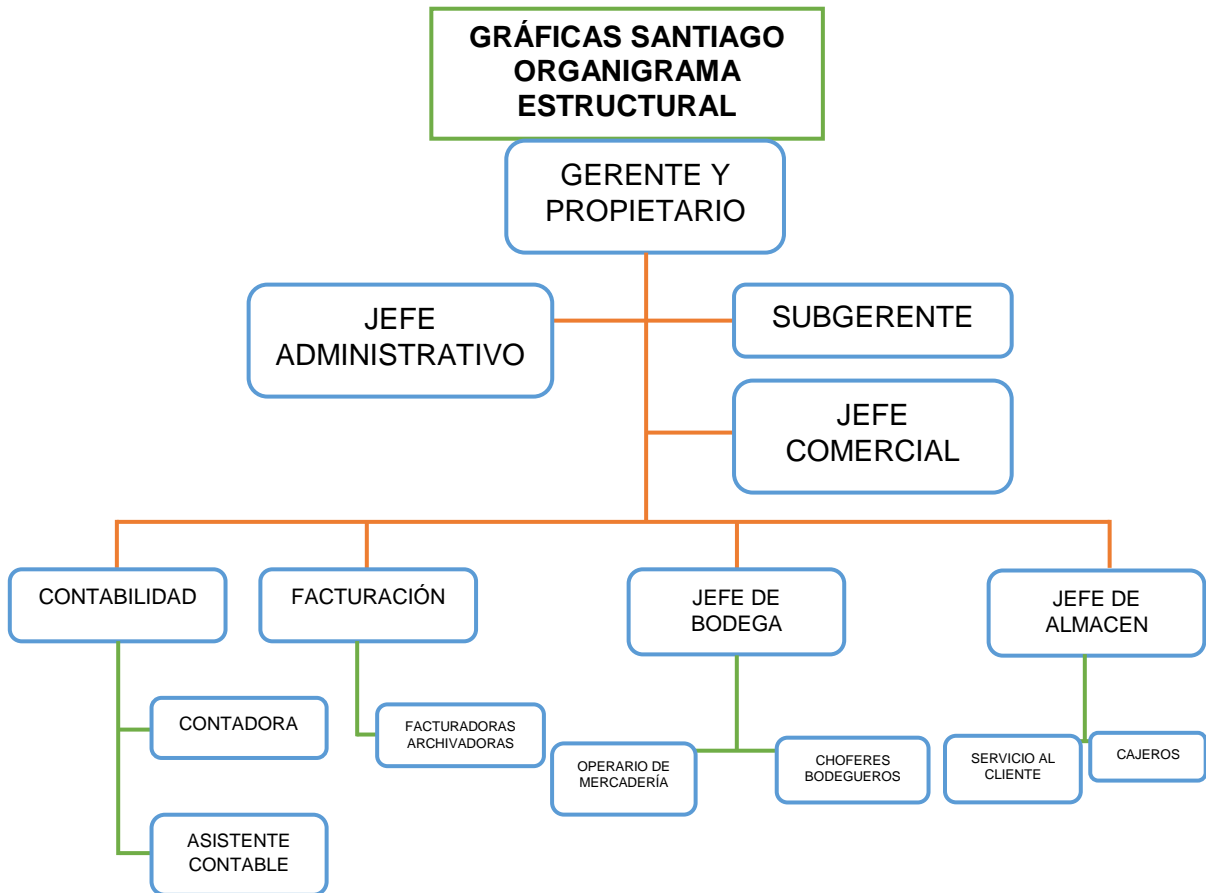 GRÁFICAS SANTIAGO
ORGANIGRAMA
ESTRUCTURAL
GERENTE Y
PROPIETARIO
JEFE
ADMINISTRATIVO
SUBGERENTE
JEFE
COMERCIAL
CONTABILIDAD
FACTURACIÓN
JEFE DE
BODEGA
JEFE DE
ALMACEN
CONTADORA
ASISTENTE
CONTABLE
FACTURADORAS
ARCHIVADORAS
OPERARIO DE
MERCADERÍA
CHOFERES
BODEGUEROS
SERVICIO AL
CLIENTE
CAJEROS